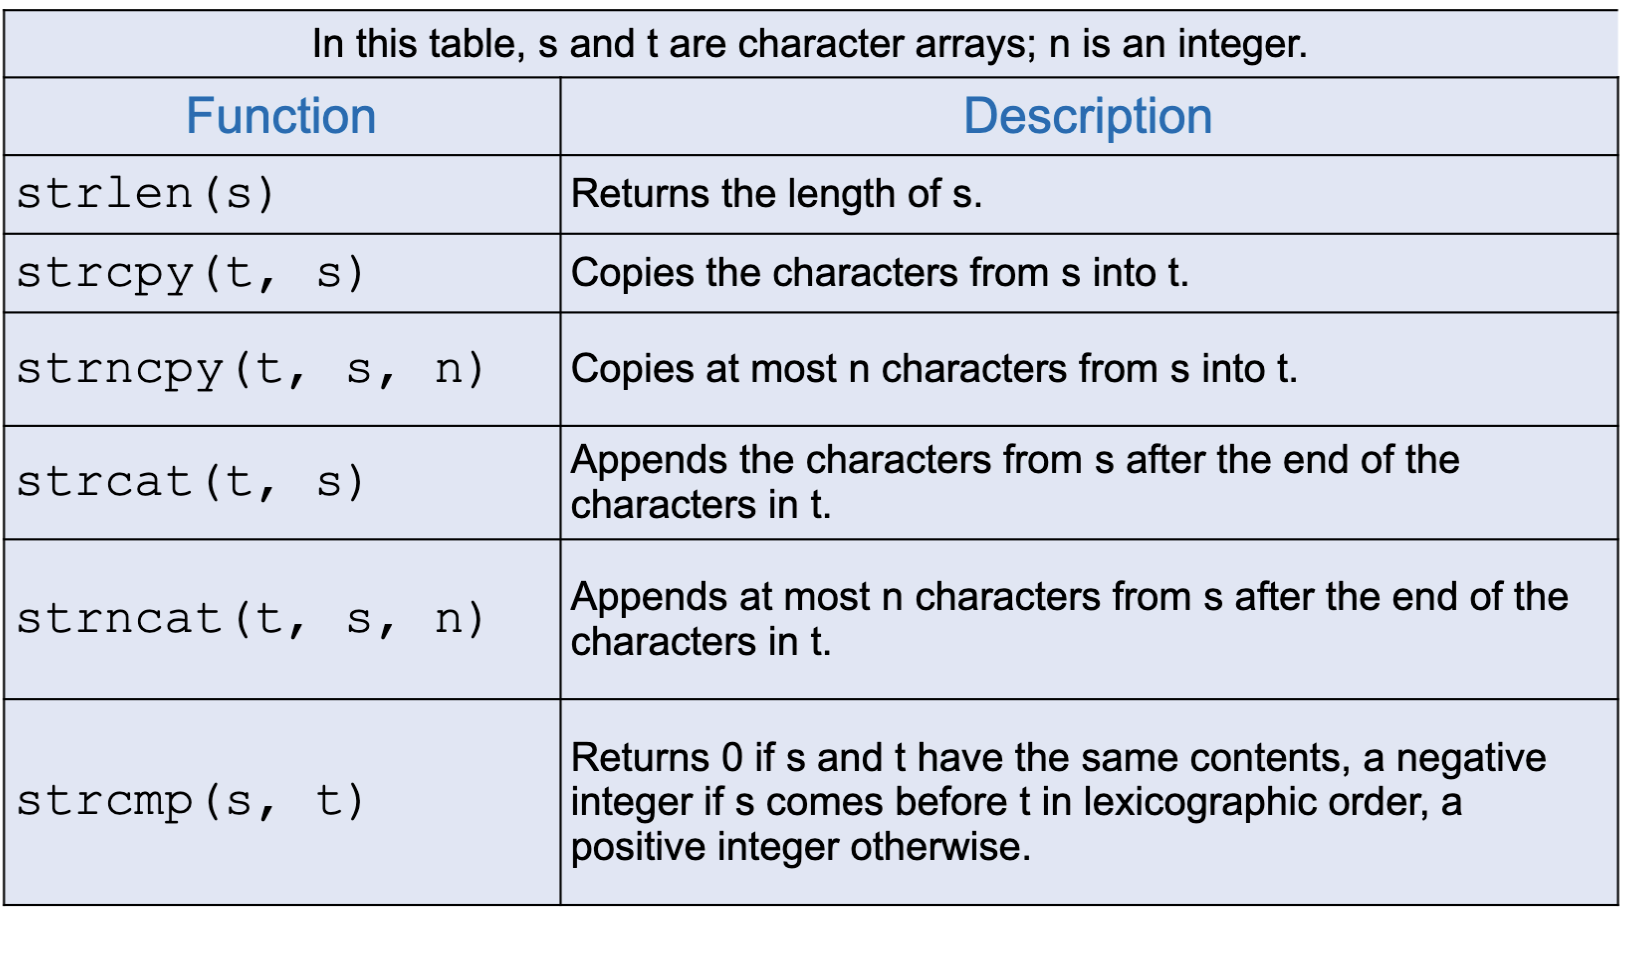 In this table, s and t are character arrays; n is an integer.
Function
Description
strlen(s)
Returns the length of s.
strcpy(t, s)
Copies the characters from s into t.
strncpy(t, s, n)
Copies at most n characters from s into t.
strcat(t, s)
Appends the characters from s after the end of the
characters in t.
strncat(t, s, n)
Appends at most n characters from s after the end of the
characters in t.
strcmp(s, t)
Returns 0 if s and t have the same contents, a negative
integer if s comes before t in lexicographic order, a
positive integer otherwise.